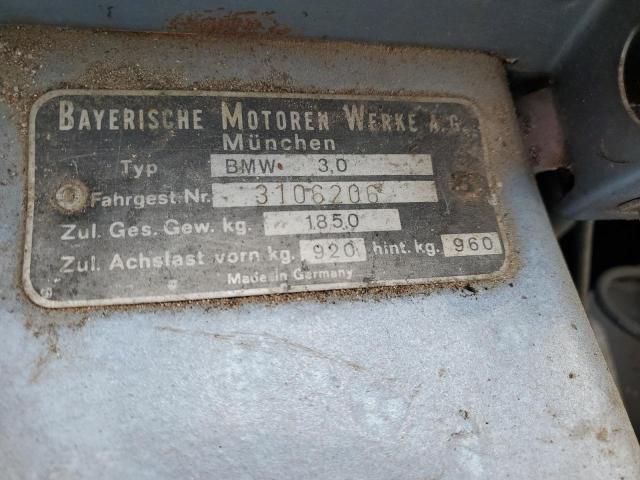 BAYERISCHE MOTOREN WERKE A.G.
München
Typ BMW 3,0
Fahrgest.Nr. 3106206
Zul. Ges. Gew. kg. 1850
Zul. Achslast vorn kg. 920 hint. kg. 960
Made in Germany